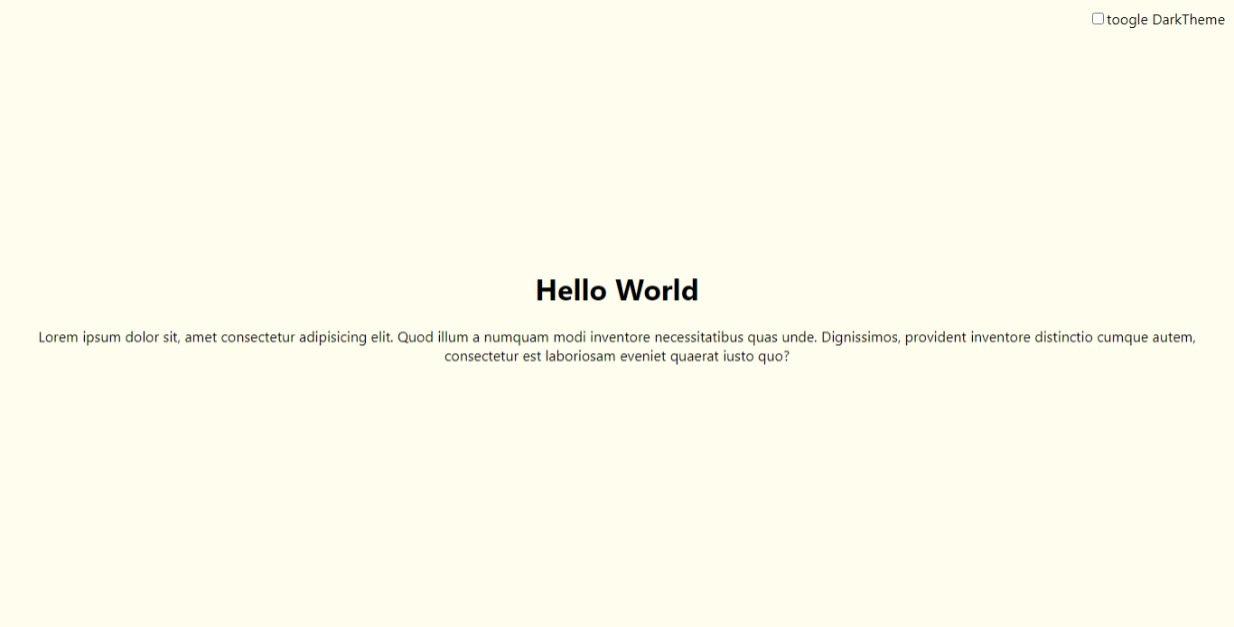 toogle DarkTheme
Hello World
Lorem ipsum dolor sit, amet consectetur adipisicing elit. Quod illum a numquam modi inventore necessitatibus quas unde. Dignissimos, provident inventore distinctio cumque autem,
consectetur est laboriosam eveniet quaerat iusto quo?